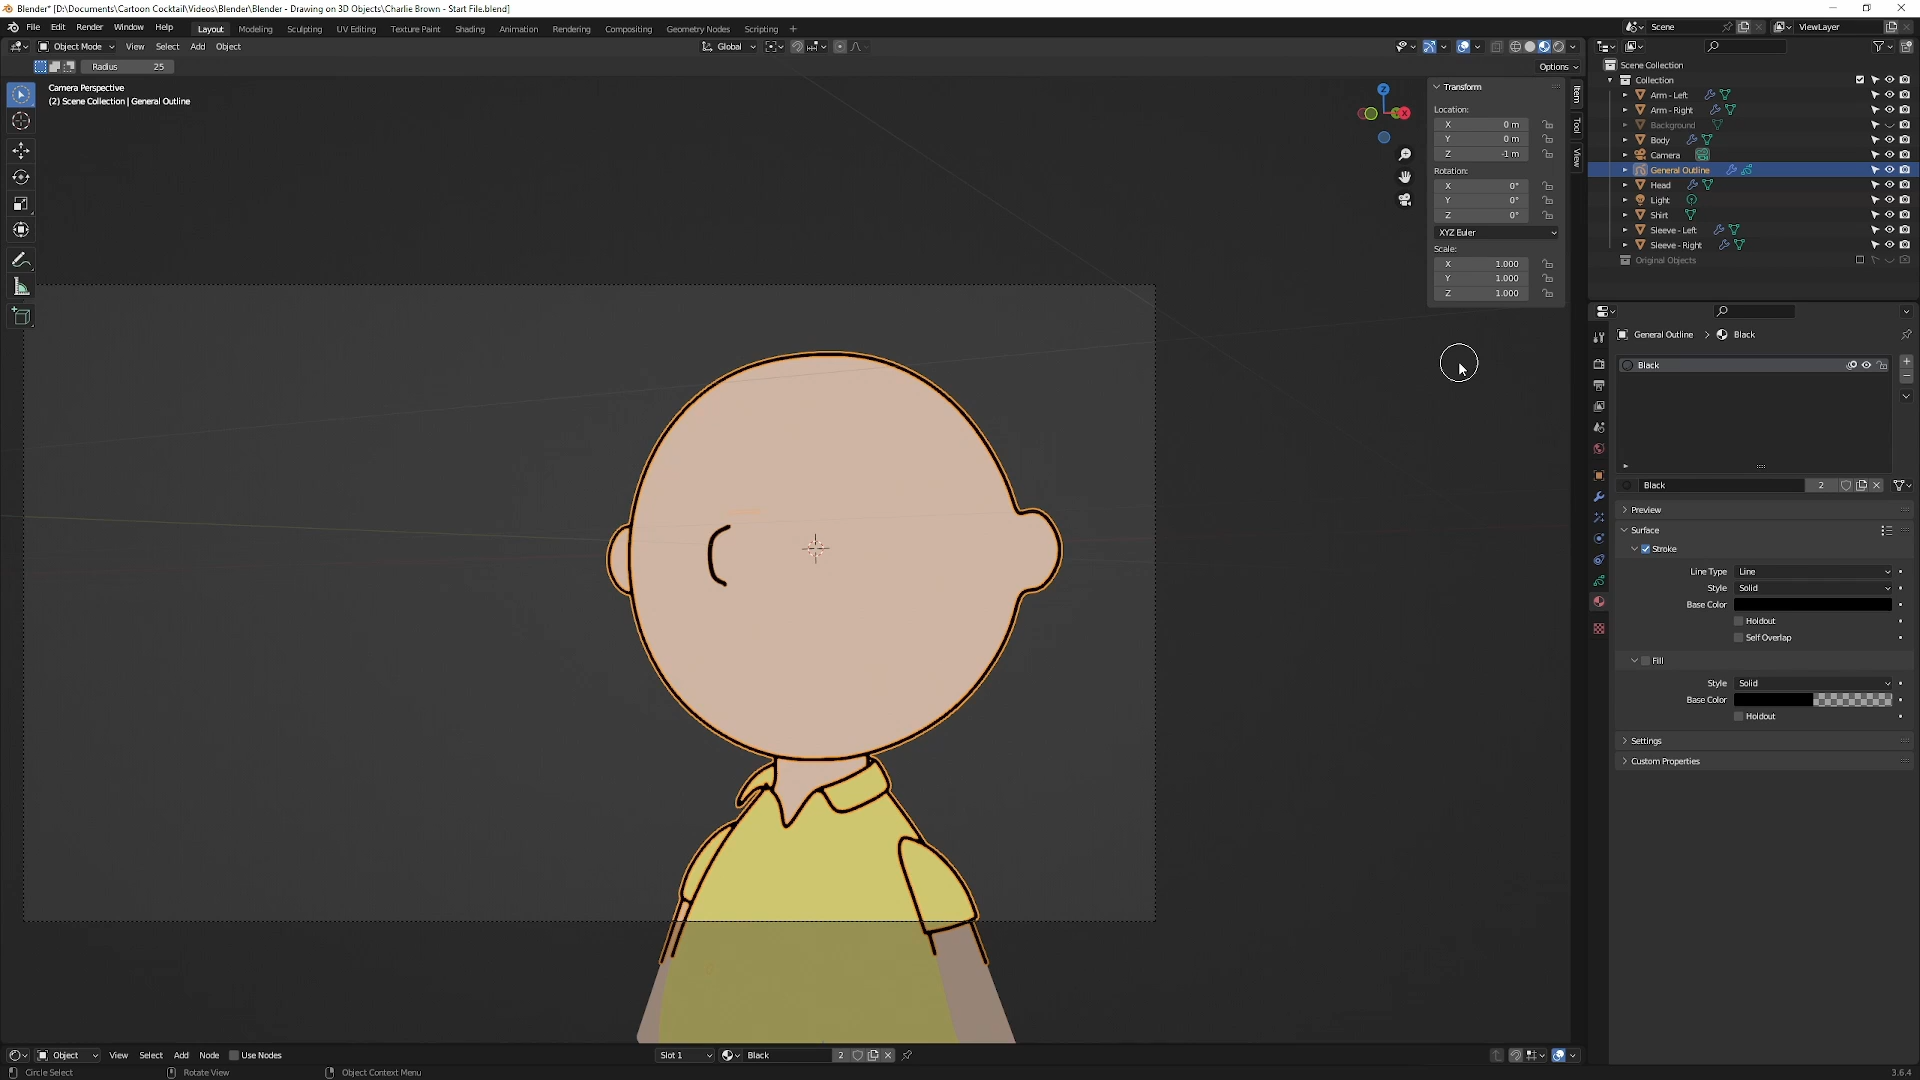 Blender* [D:\Documents\Cartoon Cocktail\Videos\Blender\Blender - Drawing on 3D Objects\Charlie Brown - Start File.blend]
File Edit Render Window Help Layout Modeling Sculpting UV Editing Texture Paint Shading Animation Rendering Compositing Geometry Nodes Scripting + Scene ViewLayer
Object Mode View Select Add Object Global
Radius 25 Options
Camera Perspective
(2) Scene Collection | General Outline
Z
X
Y
Transform
Location:
X 0 m
Y 0 m
Z -1 m
Rotation:
X 0°
Y 0°
Z 0°
XYZ Euler
Scale:
X 1.000
Y 1.000
Z 1.000
Item
Tool
View
Scene Collection
Collection
Arm - Left
Arm - Right
Background
Body
Camera
General Outline
Head
Light
Shirt
Sleeve - Left
Sleeve - Right
Original Objects
General Outline > Black
Black
Black 2
Preview
Surface
Stroke
Line Type Line
Style Solid
Base Color
Holdout
Self Overlap
Fill
Style Solid
Base Color
Holdout
Settings
Custom Properties
Object View Select Add Node Use Nodes Slot 1 Black 2
Circle Select Rotate View Object Context Menu 3.6.4